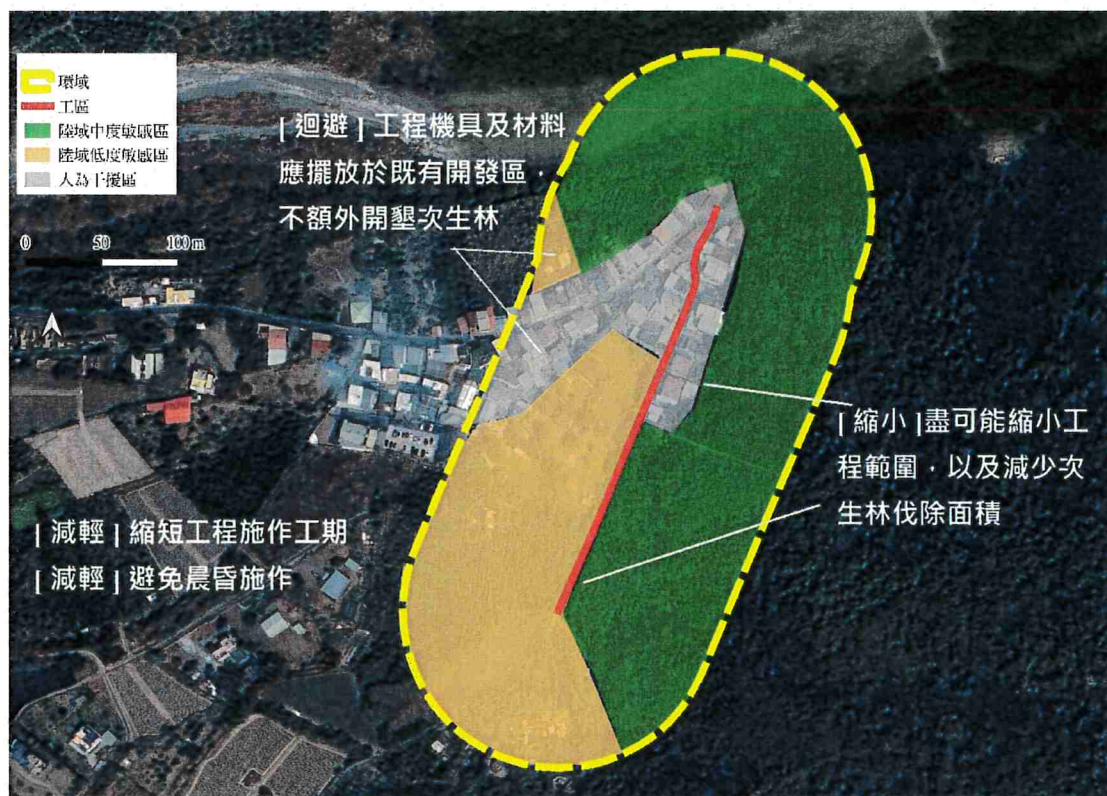 環域
工區
陸域中度敏感區
陸域低度敏感區
人為干擾區
0 50 100 m
[ 迴避 ] 工程機具及材料
應擺放於既有開發區，
不額外開墾次生林
[ 縮小 ]盡可能縮小工
程範圍，以及減少次
生林伐除面積
[ 減輕 ] 縮短工程施作工期
[ 減輕 ] 避免晨昏施作